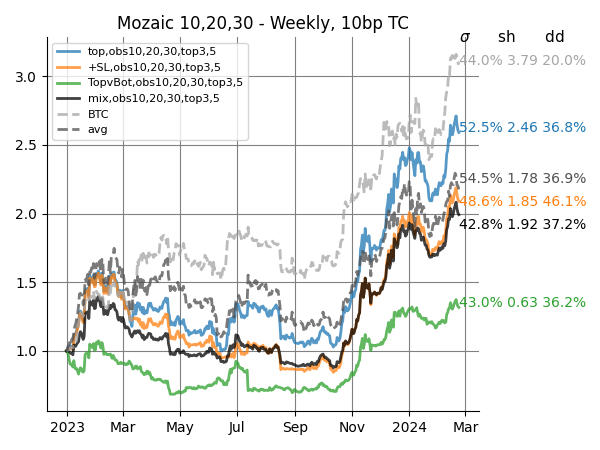 Mozaic 10,20,30 - Weekly, 10bp TC
σ sh dd
top,obs10,20,30,top3,5
+SL,obs10,20,30,top3,5
TopvBot,obs10,20,30,top3,5
mix,obs10,20,30,top3,5
BTC
avg
44.0% 3.79 20.0%
52.5% 2.46 36.8%
54.5% 1.78 36.9%
48.6% 1.85 46.1%
42.8% 1.92 37.2%
43.0% 0.63 36.2%
3.0
2.5
2.0
1.5
1.0
2023 Mar May Jul Sep Nov 2024 Mar